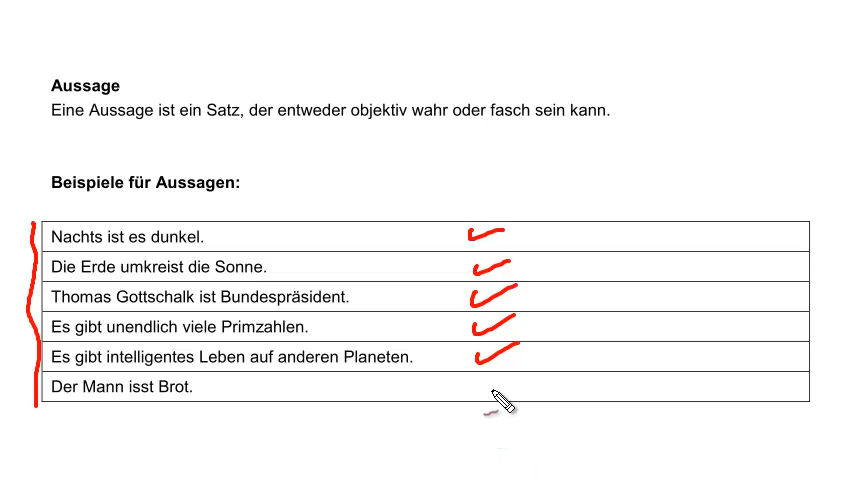 Aussage
Eine Aussage ist ein Satz, der entweder objektiv wahr oder fasch sein kann.
Beispiele für Aussagen:
Nachts ist es dunkel.
Die Erde umkreist die Sonne.
Thomas Gottschalk ist Bundespräsident.
Es gibt unendlich viele Primzahlen.
Es gibt intelligentes Leben auf anderen Planeten.
Der Mann isst Brot.